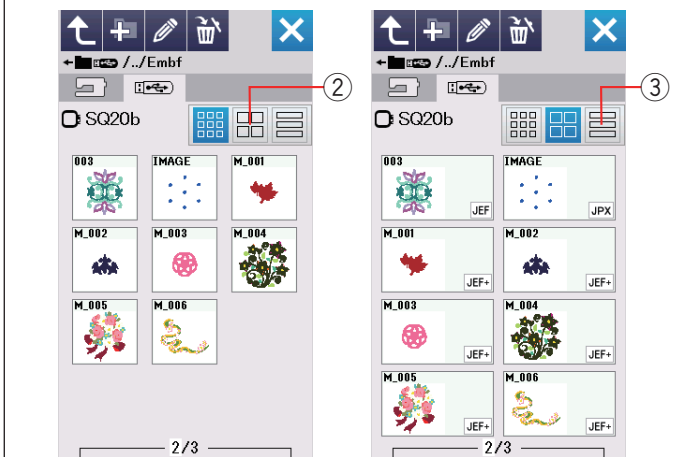 /../Embf
SQ20b
003 IMAGE M_001
M_002 M_003 M_004
M_005 M_006
2/3
2
/../Embf
SQ20b
003 IMAGE
JEF JPX
M_001 M_002
JEF+ JEF+
M_003 M_004
JEF+ JEF+
M_005 M_006
JEF+ JEF+
2/3
3